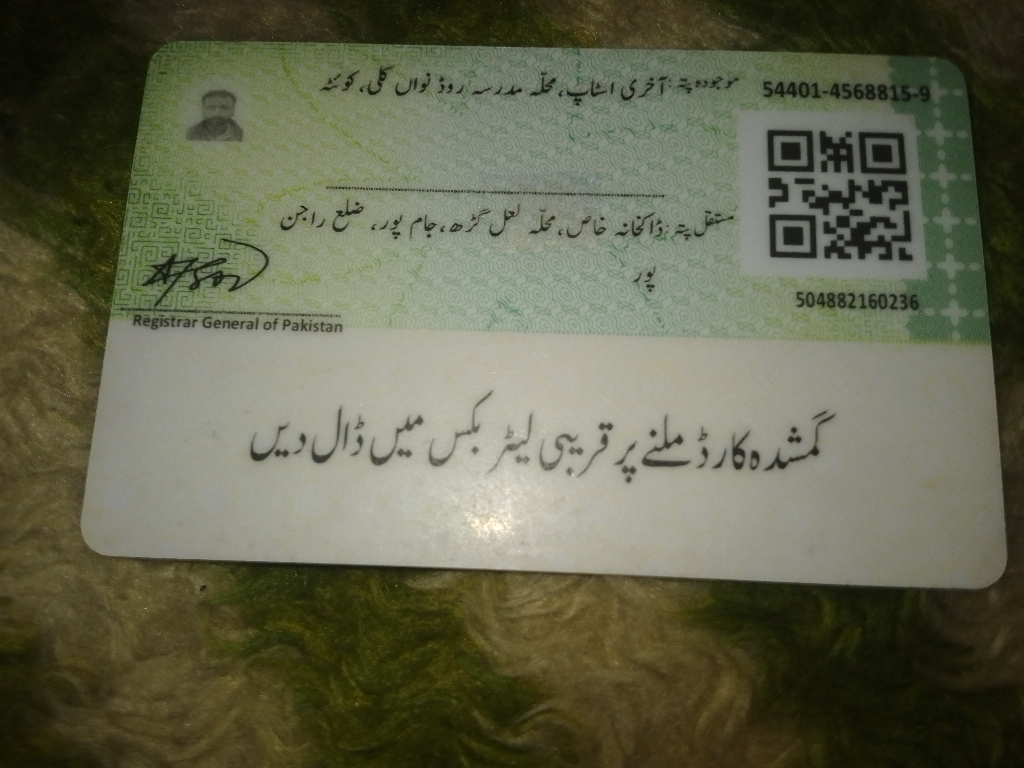 54401-4568815-9
موجودہ پتہ: آخری اسٹاپ، محلّہ مدرسہ روڈ نواں کلی، کوئٹہ
مستقل پتہ: ڈاکخانہ خاص، محلّہ لعل گڑھ، جام پور، ضلع راجن
پور
504882160236
Registrar General of Pakistan
گمشدہ کارڈ ملنے پر قریبی لیٹر بکس میں ڈال دیں